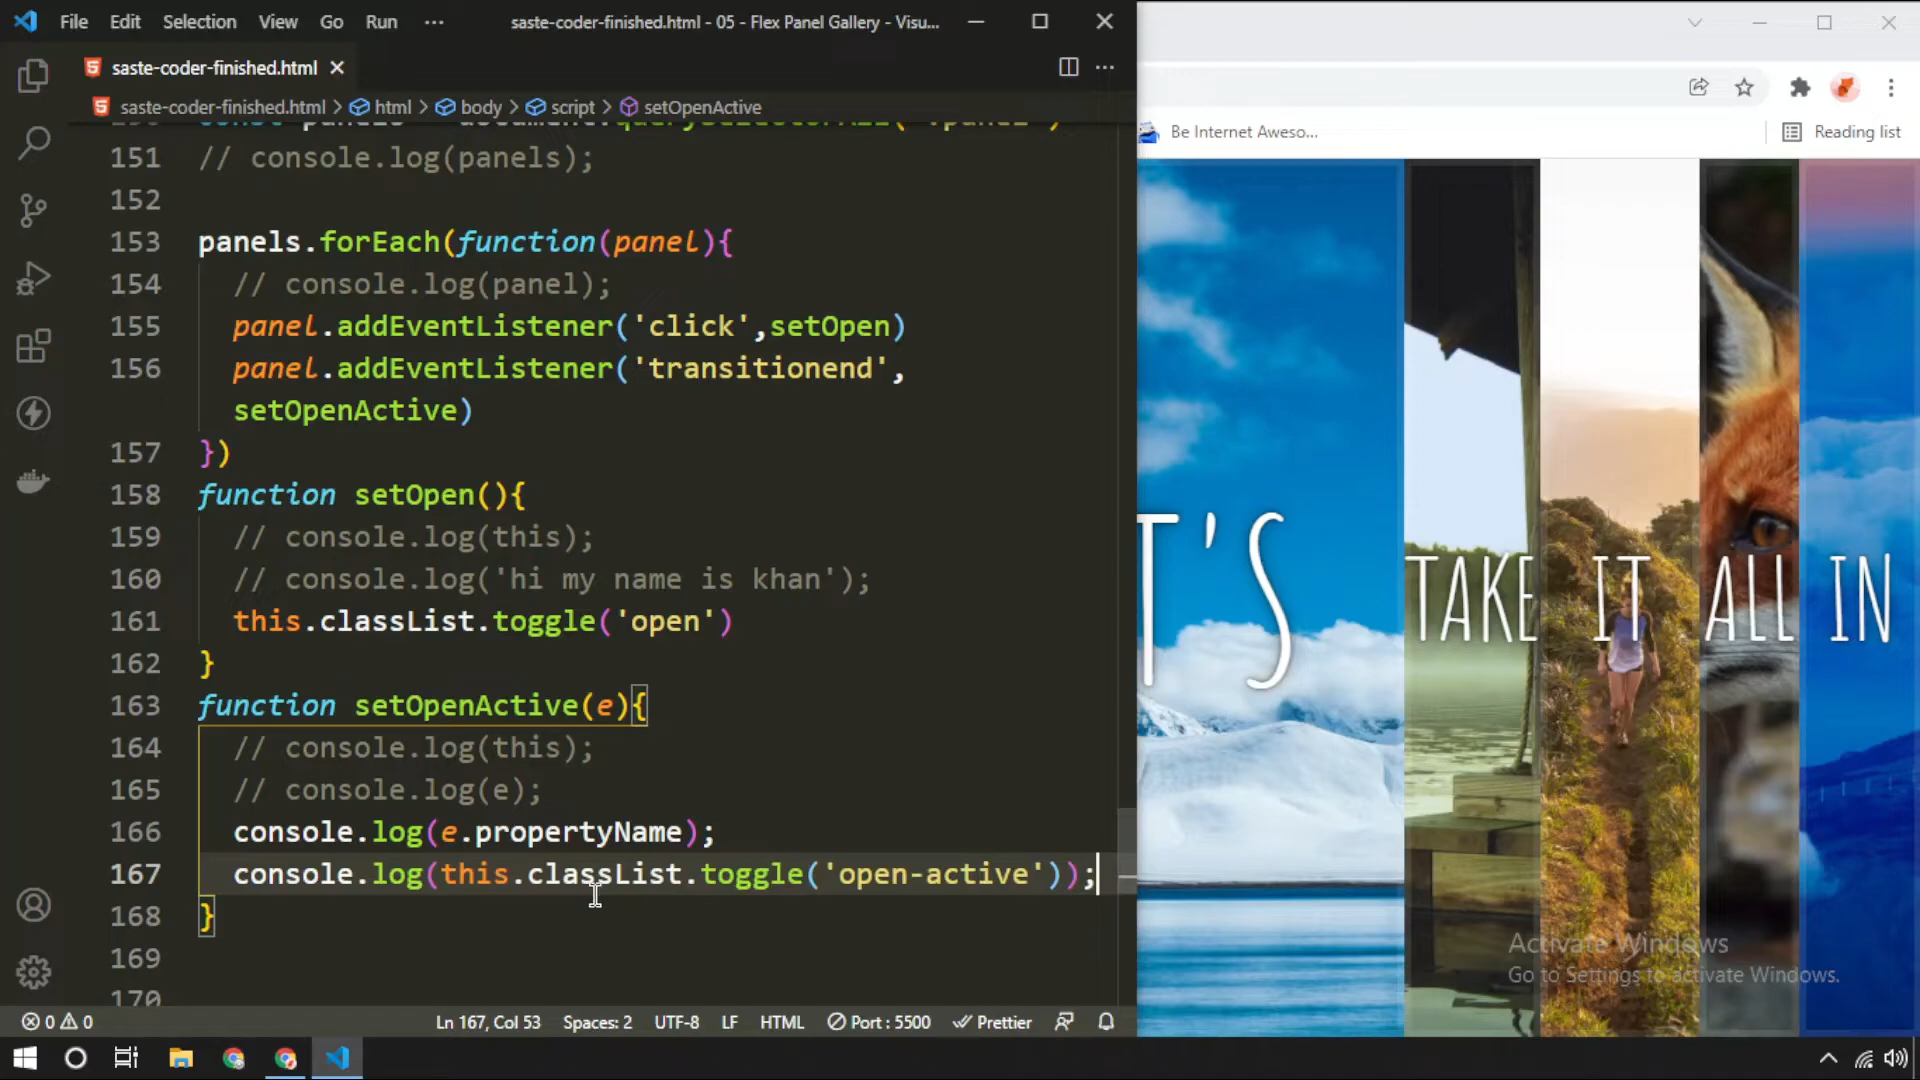 File Edit Selection View Go Run ··· saste-coder-finished.html - 05 - Flex Panel Gallery - Visu...
saste-coder-finished.html
saste-coder-finished.html > html > body > script > setOpenActive
151 // console.log(panels);
152
153 panels.forEach(function(panel){
154 // console.log(panel);
155 panel.addEventListener('click',setOpen)
156 panel.addEventListener('transitionend',
setOpenActive)
157 })
158 function setOpen(){
159 // console.log(this);
160 // console.log('hi my name is khan');
161 this.classList.toggle('open')
162 }
163 function setOpenActive(e){
164 // console.log(this);
165 // console.log(e);
166 console.log(e.propertyName);
167 console.log(this.classList.toggle('open-active'));
168 }
169
170
0 0 Ln 167, Col 53 Spaces: 2 UTF-8 LF HTML Port : 5500 Prettier
Be Internet Aweso... Reading list
T'S TAKE IT ALL IN
Activate Windows
Go to Settings to activate Windows.